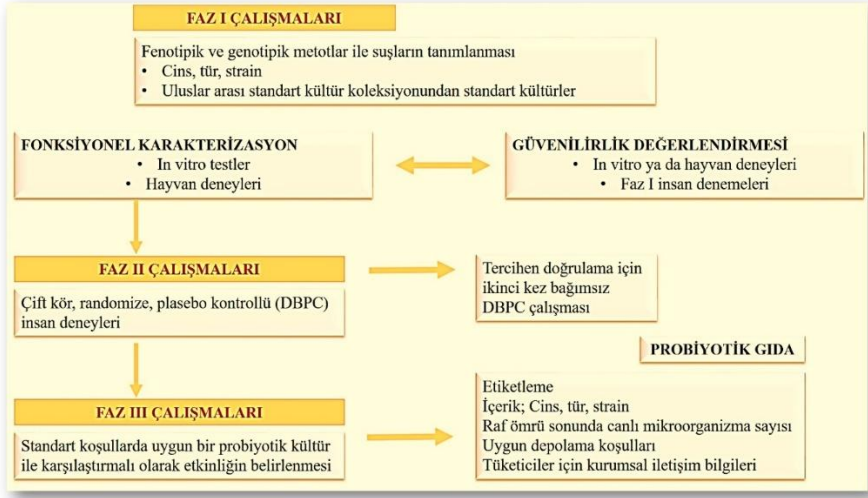 FAZ I ÇALIŞMALARI
Fenotipik ve genotipik metotlar ile suşların tanımlanması
• Cins, tür, strain
• Uluslar arası standart kültür koleksiyonundan standart kültürler
FONKSİYONEL KARAKTERİZASYON
• In vitro testler
• Hayvan deneyleri
GÜVENİLİRLİK DEĞERLENDİRMESİ
• In vitro ya da hayvan deneyleri
• Faz I insan denemeleri
FAZ II ÇALIŞMALARI
Çift kör, randomize, plasebo kontrollü (DBPC)
insan deneyleri
Tercihen doğrulama için
ikinci kez bağımsız
DBPC çalışması
PROBİYOTİK GIDA
FAZ III ÇALIŞMALARI
Standart koşullarda uygun bir probiyotik kültür
ile karşılaştırmalı olarak etkinliğin belirlenmesi
Etiketleme
İçerik; Cins, tür, strain
Raf ömrü sonunda canlı mikroorganizma sayısı
Uygun depolama koşulları
Tüketiciler için kurumsal iletişim bilgileri